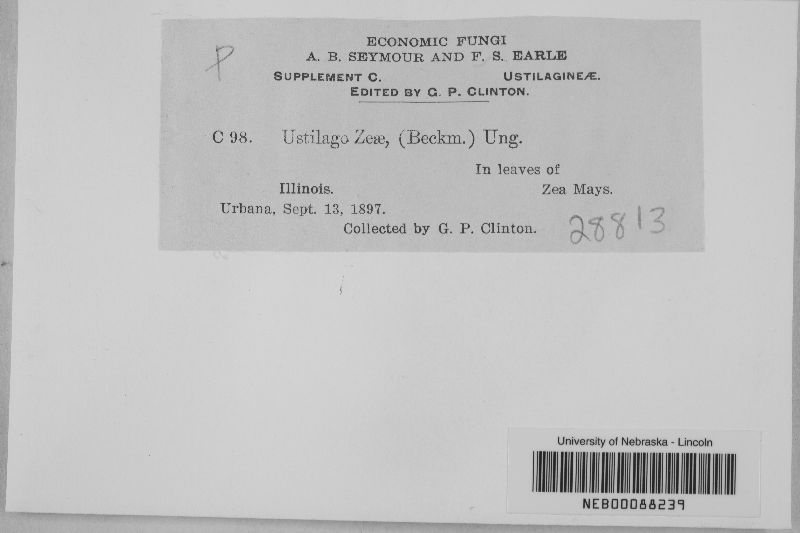 P
ECONOMIC FUNGI
A. B. SEYMOUR AND F. S. EARLE
SUPPLEMENT C. USTILAGINEÆ.
EDITED BY G. P. CLINTON.
C 98. Ustilago Zeæ, (Beckm.) Ung.
In leaves of
Illinois. Zea Mays.
Urbana, Sept. 13, 1897.
Collected by G. P. Clinton.
28813
University of Nebraska - Lincoln
NEB00088239